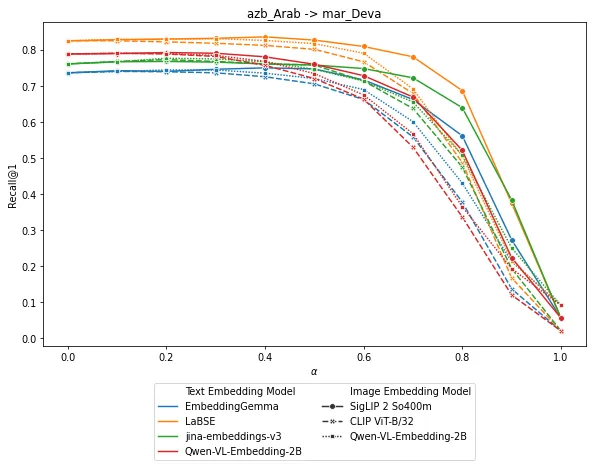 azb_Arab -> mar_Deva
Recall@1
0.8
0.7
0.6
0.5
0.4
0.3
0.2
0.1
0.0
0.0 0.2 0.4 0.6 0.8 1.0
α
Text Embedding Model
EmbeddingGemma
LaBSE
jina-embeddings-v3
Qwen-VL-Embedding-2B
Image Embedding Model
SigLIP 2 So400m
CLIP ViT-B/32
Qwen-VL-Embedding-2B